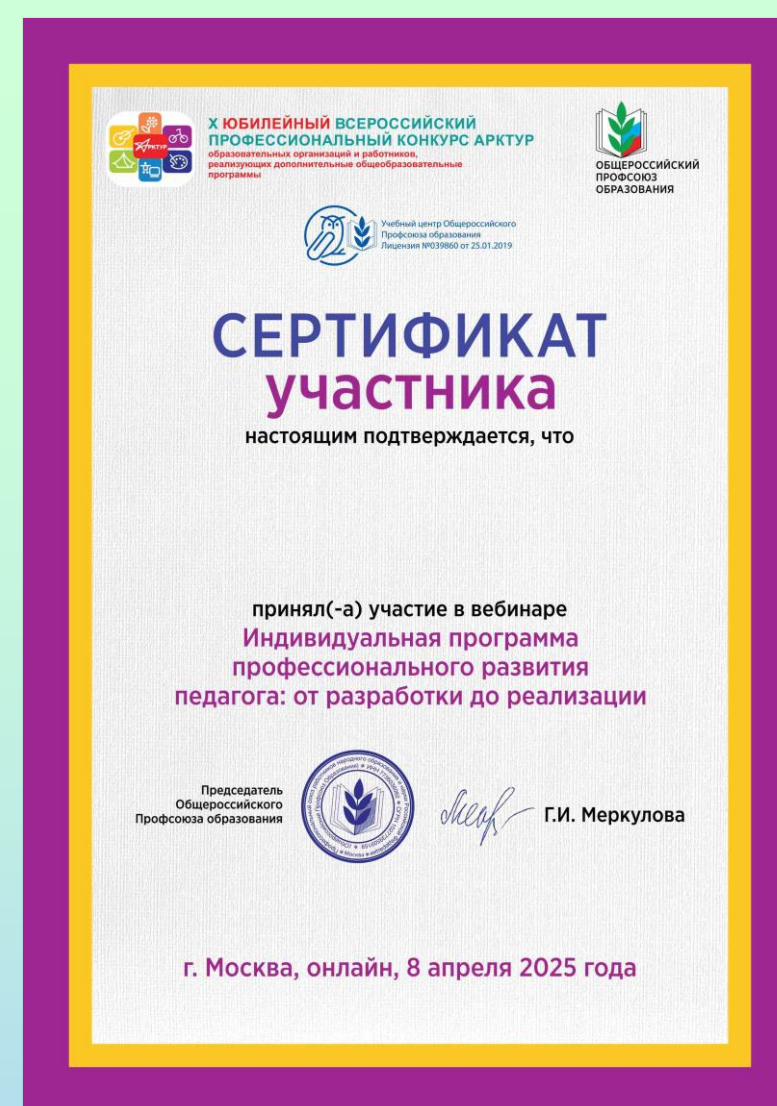 X ЮБИЛЕЙНЫЙ ВСЕРОССИЙСКИЙ
ПРОФЕССИОНАЛЬНЫЙ КОНКУРС АРКТУР
образовательных организаций и работников,
реализующих дополнительные общеобразовательные
программы
АРКТУР
ОБЩЕРОССИЙСКИЙ
ПРОФСОЮЗ
ОБРАЗОВАНИЯ
Учебный центр Общероссийского
Профсоюза образования
Лицензия №039860 от 25.01.2019
СЕРТИФИКАТ
участника
настоящим подтверждается, что
принял(-а) участие в вебинаре
Индивидуальная программа
профессионального развития
педагога: от разработки до реализации
Председатель
Общероссийского
Профсоюза образования
Г.И. Меркулова
г. Москва, онлайн, 8 апреля 2025 года